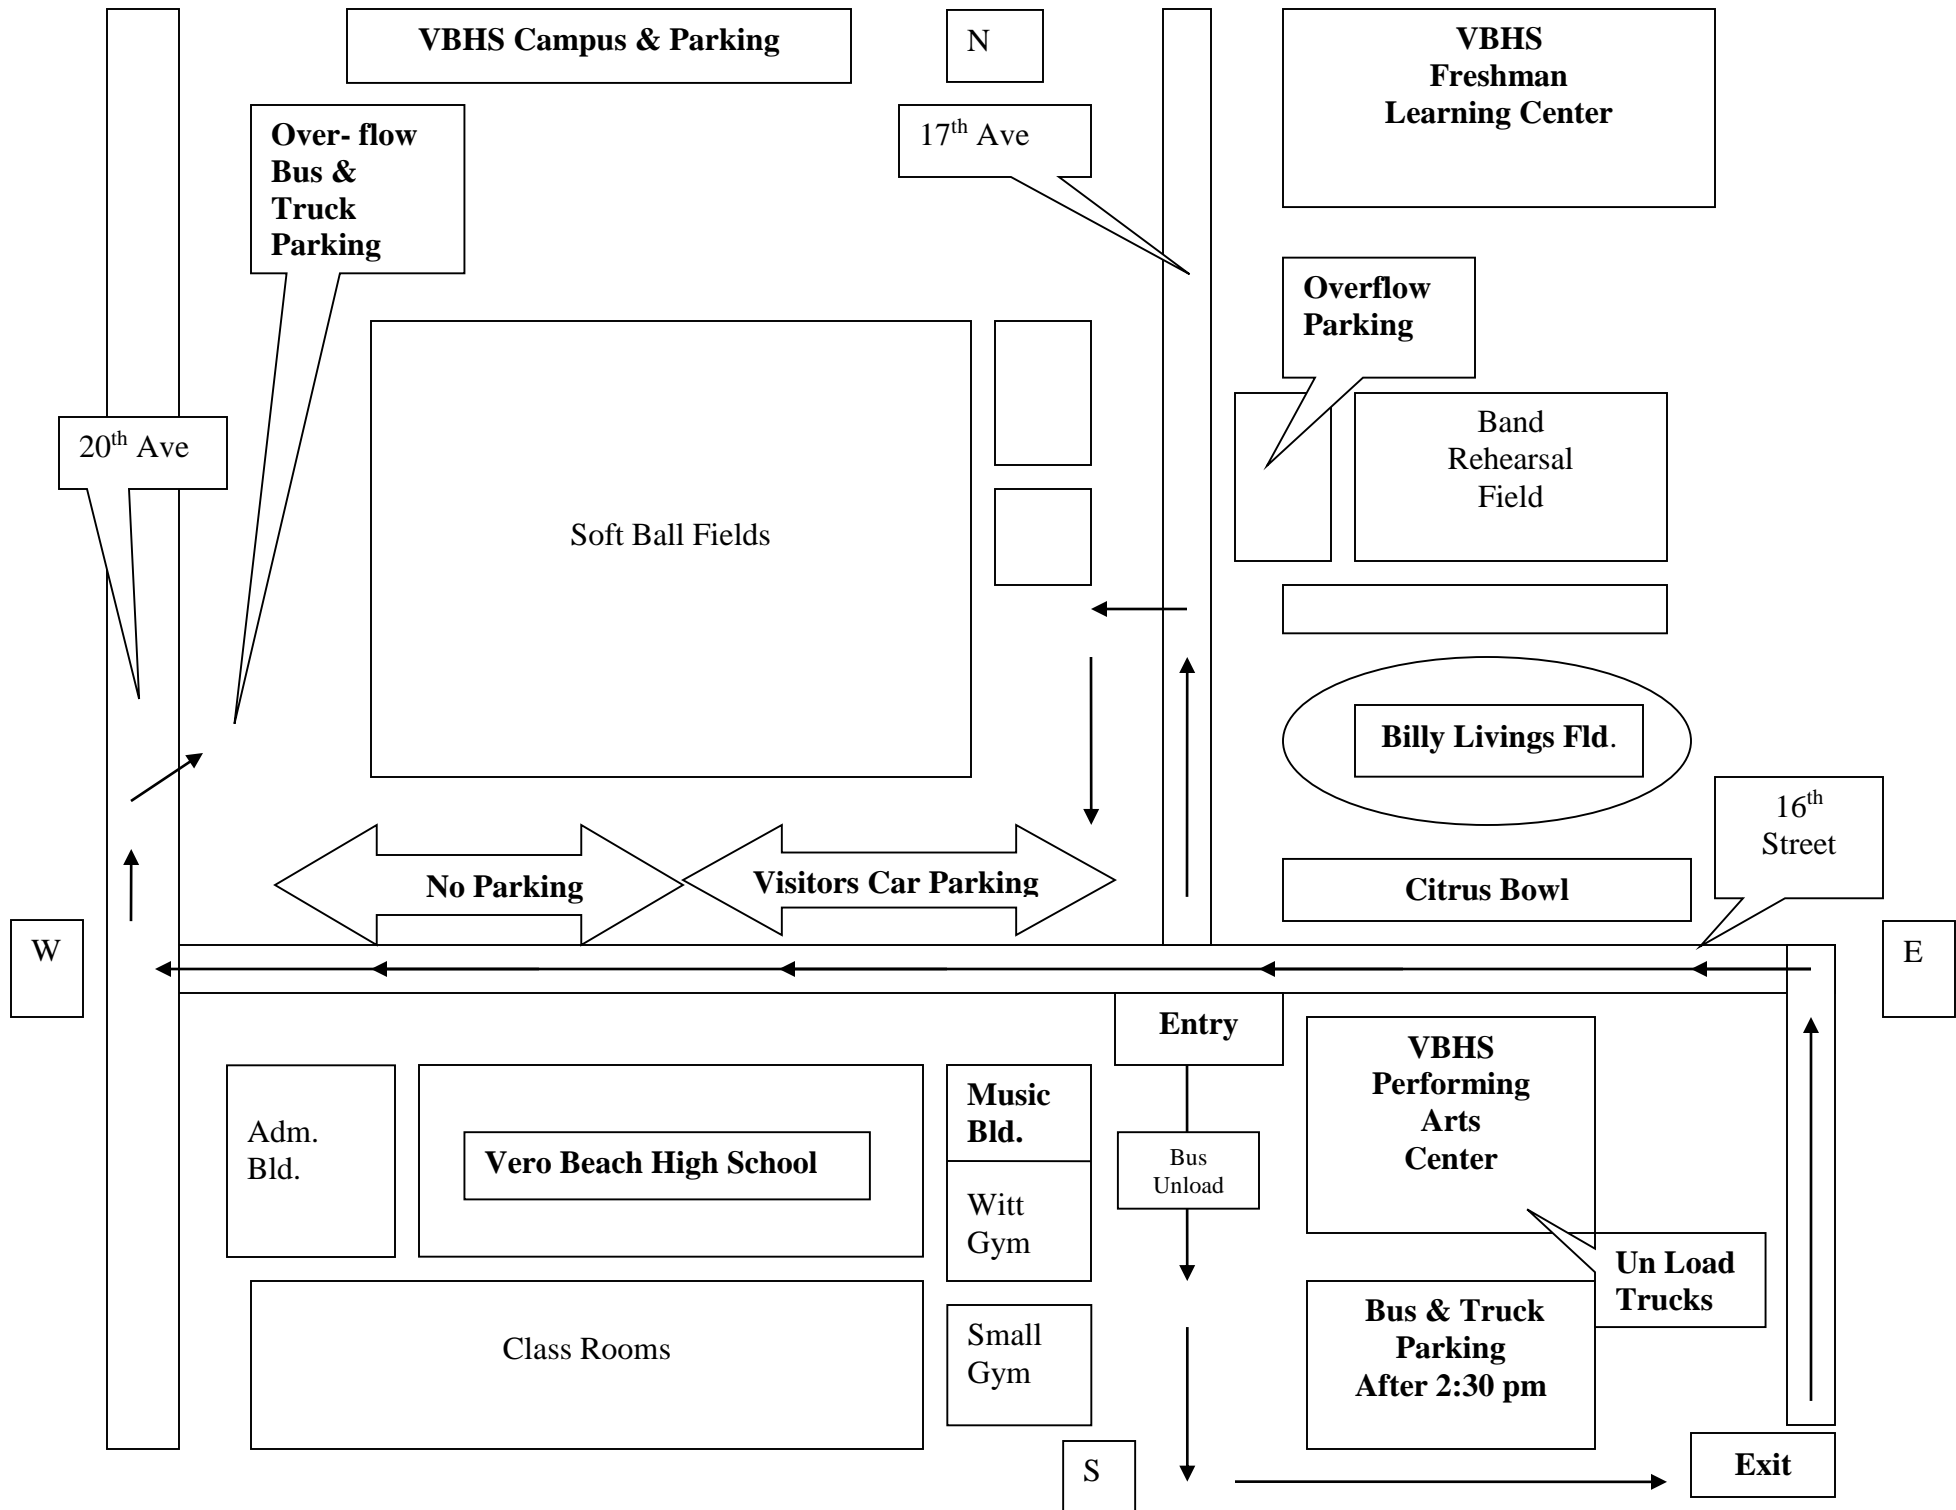 VBHS Campus & Parking
N
VBHS
Freshman
Learning Center
Over- flow
Bus &
Truck
Parking
17th Ave
Overflow
Parking
20th Ave
Band
Rehearsal
Field
Soft Ball Fields
Billy Livings Fld.
16th
Street
No Parking
Visitors Car Parking
Citrus Bowl
W
E
Entry
VBHS
Performing
Arts
Center
Adm.
Bld.
Vero Beach High School
Music
Bld.
Bus
Unload
Witt
Gym
Un Load
Trucks
Class Rooms
Small
Gym
Bus & Truck
Parking
After 2:30 pm
S
Exit